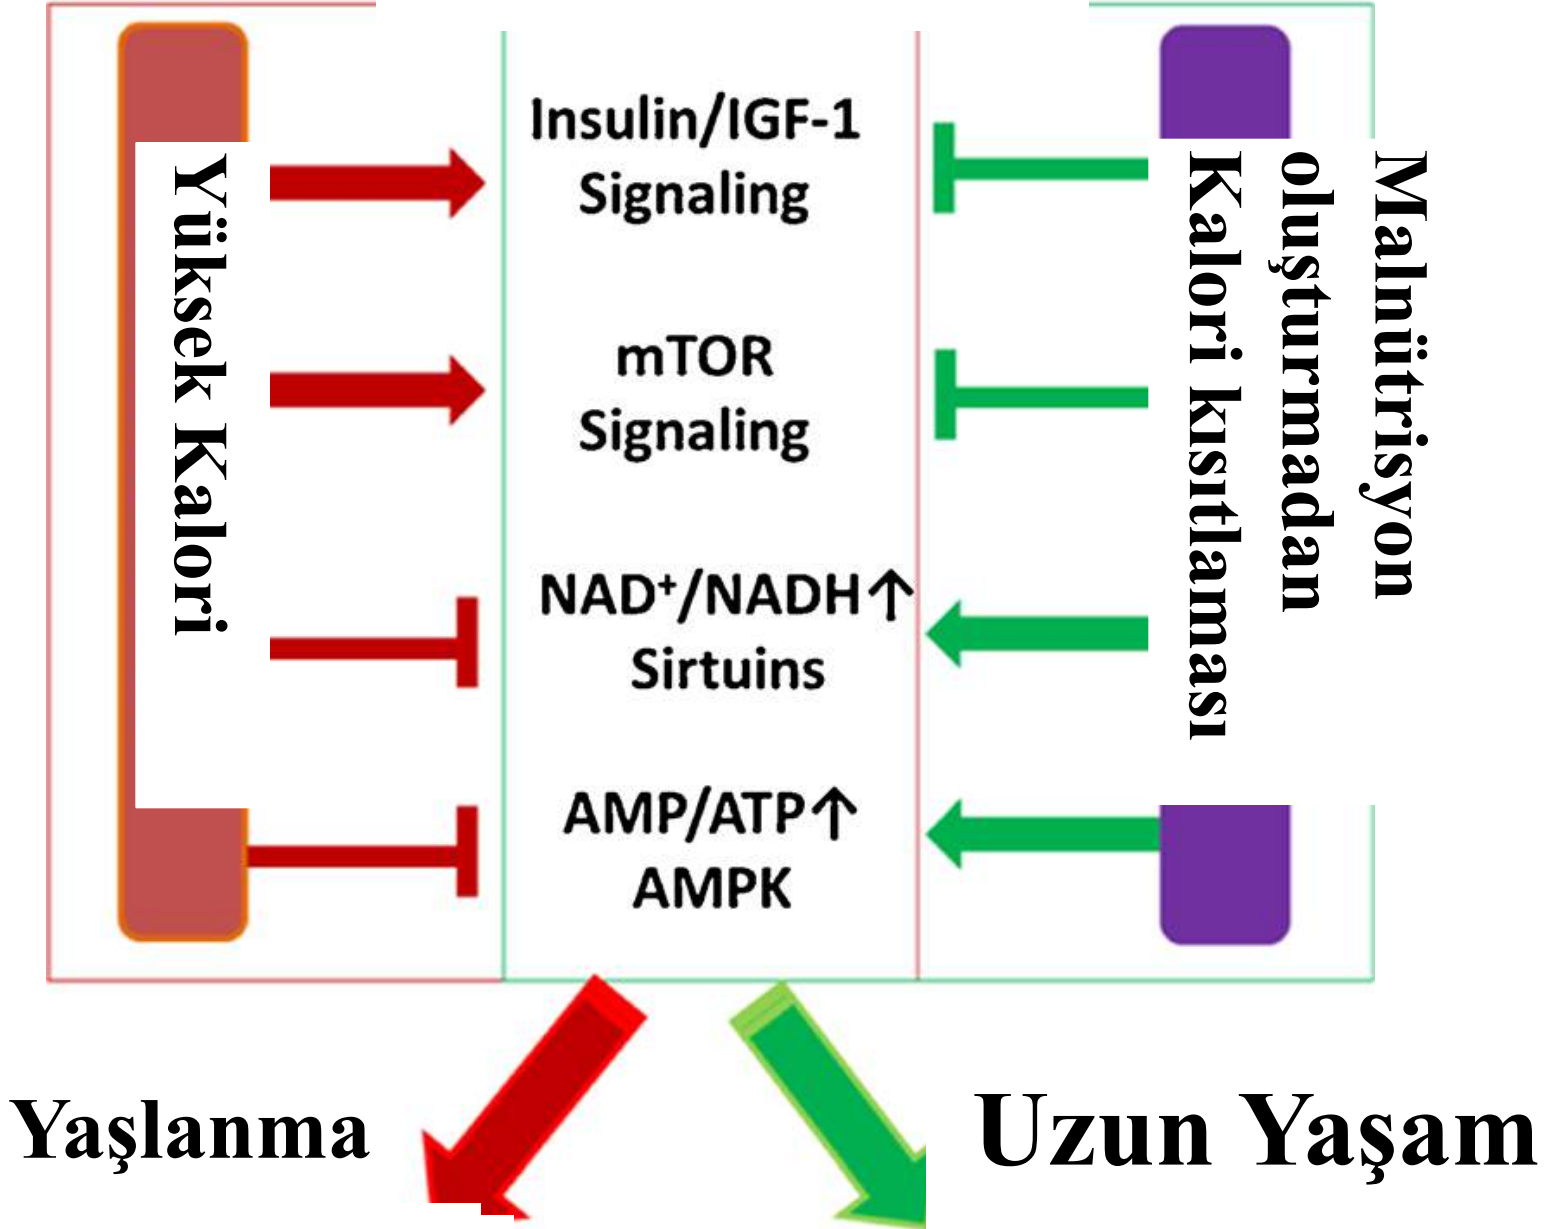 Yüksek Kalori
Insulin/IGF-1
Signaling
mTOR
Signaling
NAD⁺/NADH↑
Sirtuins
AMP/ATP↑
AMPK
Malnütrisyon
oluşturmadan
Kalori kısıtlaması
Yaşlanma
Uzun Yaşam